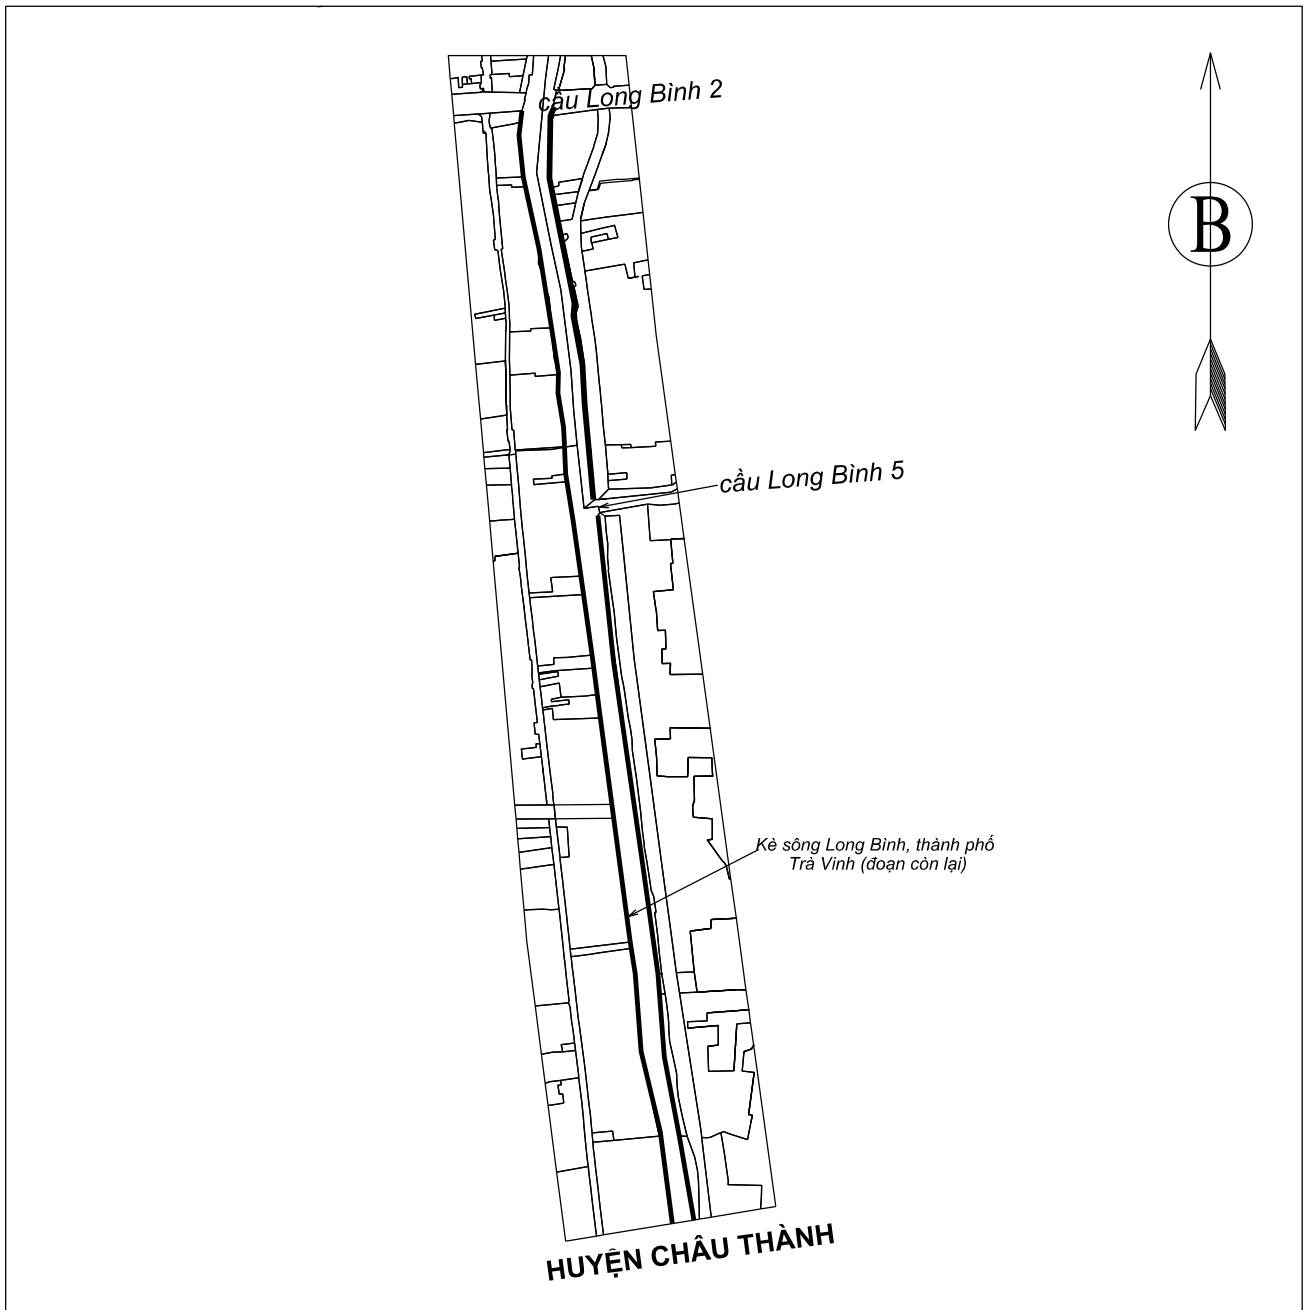 cầu Long Bình 2
B
cầu Long Bình 5
Kè sông Long Bình, thành phố
Trà Vinh (đoạn còn lại)
HUYỆN CHÂU THÀNH